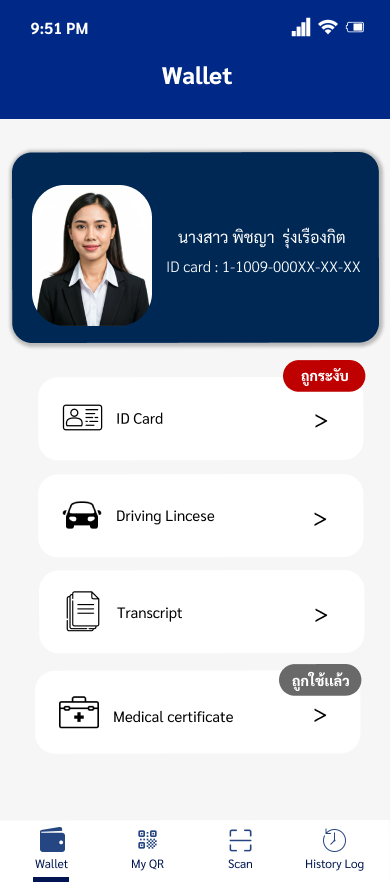 9:51 PM
Wallet
นางสาว พิชญา รุ่งเรืองกิต
ID card : 1-1009-000XX-XX-XX
ถูกระงับ
ID Card
>
Driving Lincese
>
Transcript
>
ถูกใช้แล้ว
Medical certificate
>
Wallet
My QR
Scan
History Log